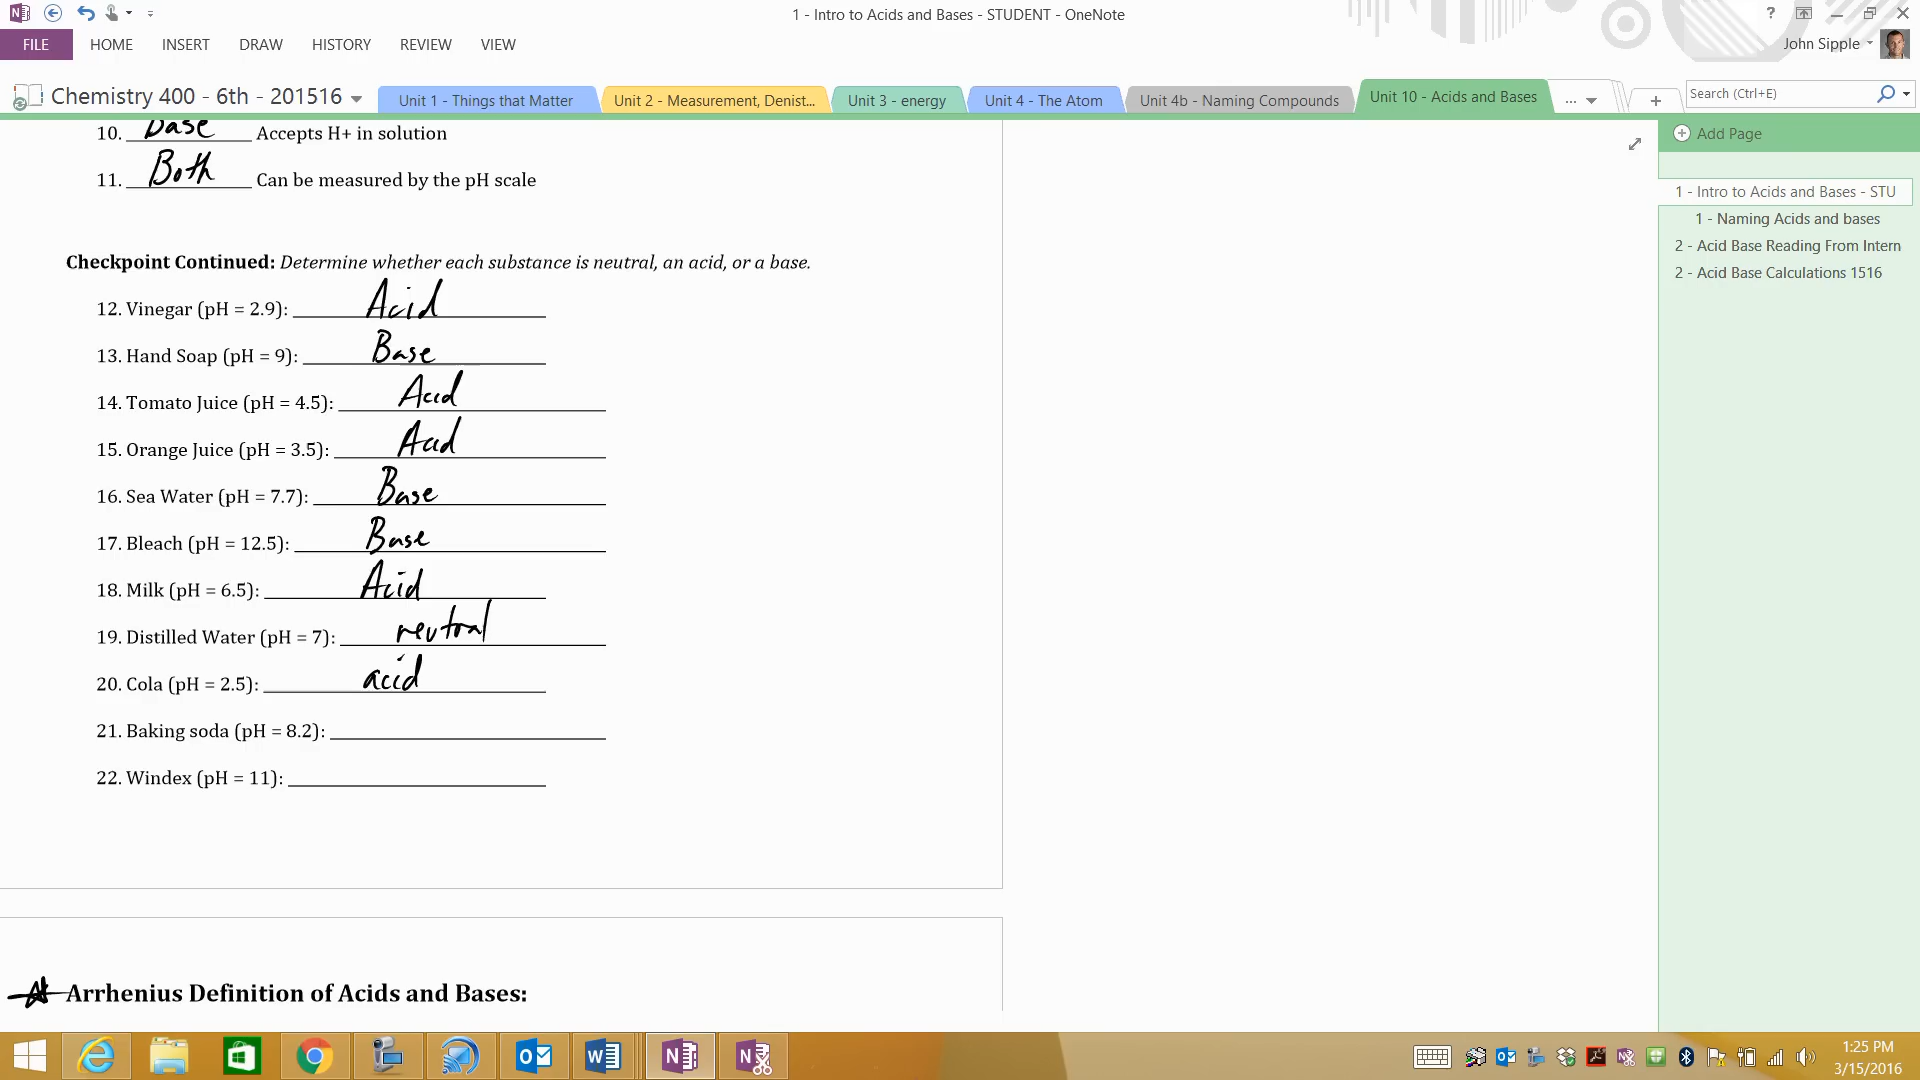 1 - Intro to Acids and Bases - STUDENT - OneNote
FILE HOME INSERT DRAW HISTORY REVIEW VIEW
John Sipple
Chemistry 400 - 6th - 201516
Unit 1 - Things that Matter
Unit 2 - Measurement, Denist...
Unit 3 - energy
Unit 4 - The Atom
Unit 4b - Naming Compounds
Unit 10 - Acids and Bases
...
Search (Ctrl+E)
Add Page
1 - Intro to Acids and Bases - STU
1 - Naming Acids and bases
2 - Acid Base Reading From Intern
2 - Acid Base Calculations 1516
10. Base Accepts H+ in solution
11. Both Can be measured by the pH scale
Checkpoint Continued: Determine whether each substance is neutral, an acid, or a base.
12. Vinegar (pH = 2.9): Acid
13. Hand Soap (pH = 9): Base
14. Tomato Juice (pH = 4.5): Acid
15. Orange Juice (pH = 3.5): Acid
16. Sea Water (pH = 7.7): Base
17. Bleach (pH = 12.5): Base
18. Milk (pH = 6.5): Acid
19. Distilled Water (pH = 7): neutral
20. Cola (pH = 2.5): acid
21. Baking soda (pH = 8.2):
22. Windex (pH = 11):
Arrhenius Definition of Acids and Bases:
1:25 PM
3/15/2016